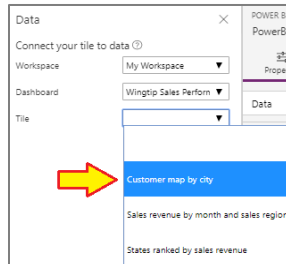 Data
POWER B
Connect your tile to data
PowerB
Workspace
My Workspace
Prope
Dashboard
Wingtip Sales Perforn
Data
Tile
Customer map by city
Sales revenue by month and sales region
States ranked by sales revenue